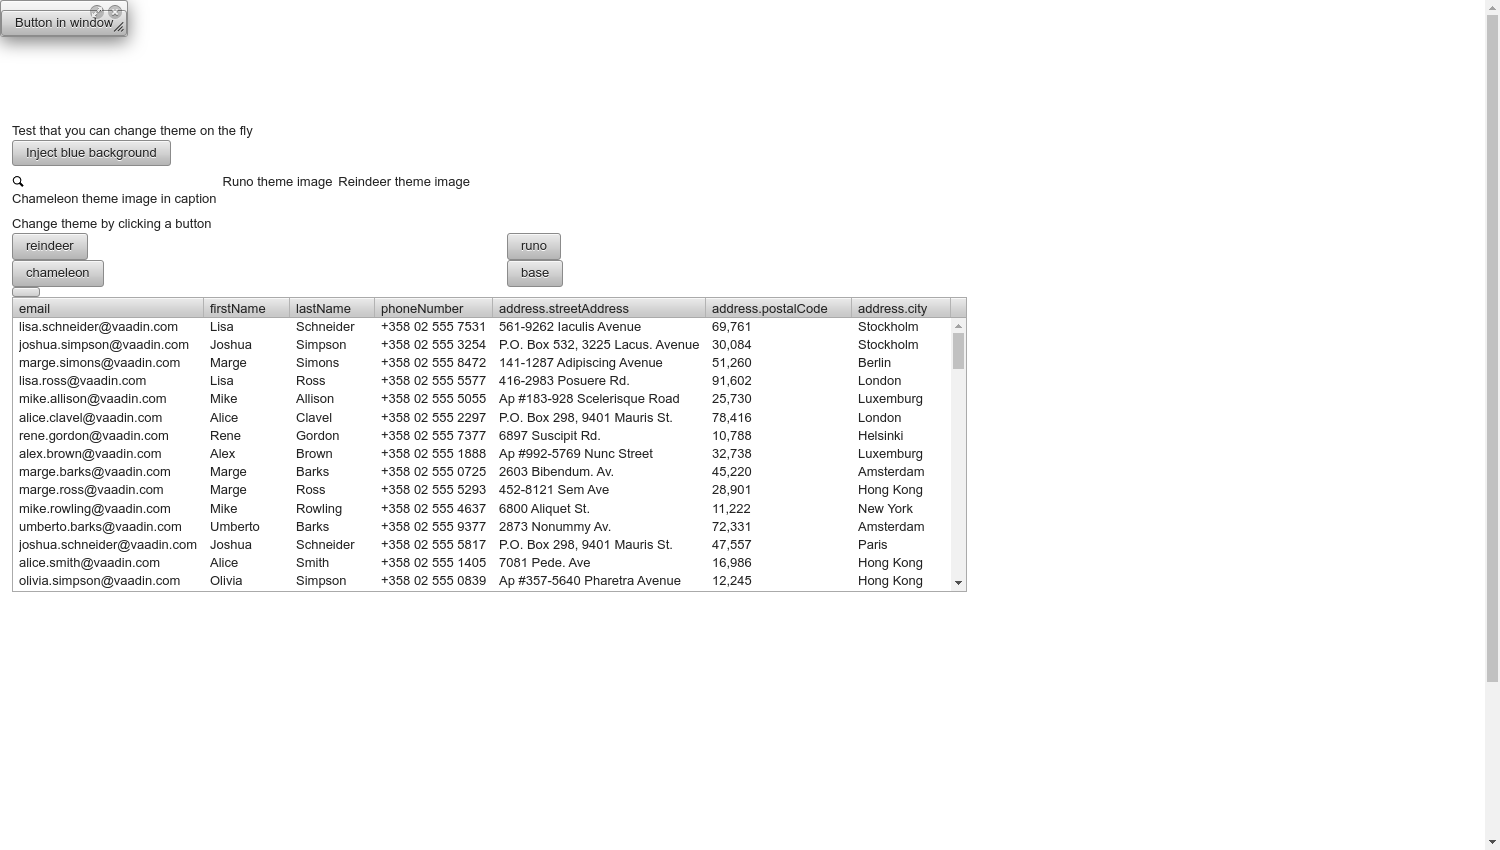 Button in window
Test that you can change theme on the fly
Inject blue background
Runo theme image Reindeer theme image
Chameleon theme image in caption
Change theme by clicking a button
reindeer runo
chameleon base
email firstName lastName phoneNumber address.streetAddress address.postalCode address.city
lisa.schneider@vaadin.com Lisa Schneider +358 02 555 7531 561-9262 Iaculis Avenue 69,761 Stockholm
joshua.simpson@vaadin.com Joshua Simpson +358 02 555 3254 P.O. Box 532, 3225 Lacus. Avenue 30,084 Stockholm
marge.simons@vaadin.com Marge Simons +358 02 555 8472 141-1287 Adipiscing Avenue 51,260 Berlin
lisa.ross@vaadin.com Lisa Ross +358 02 555 5577 416-2983 Posuere Rd. 91,602 London
mike.allison@vaadin.com Mike Allison +358 02 555 5055 Ap #183-928 Scelerisque Road 25,730 Luxemburg
alice.clavel@vaadin.com Alice Clavel +358 02 555 2297 P.O. Box 298, 9401 Mauris St. 78,416 London
rene.gordon@vaadin.com Rene Gordon +358 02 555 7377 6897 Suscipit Rd. 10,788 Helsinki
alex.brown@vaadin.com Alex Brown +358 02 555 1888 Ap #992-5769 Nunc Street 32,738 Luxemburg
marge.barks@vaadin.com Marge Barks +358 02 555 0725 2603 Bibendum. Av. 45,220 Amsterdam
marge.ross@vaadin.com Marge Ross +358 02 555 5293 452-8121 Sem Ave 28,901 Hong Kong
mike.rowling@vaadin.com Mike Rowling +358 02 555 4637 6800 Aliquet St. 11,222 New York
umberto.barks@vaadin.com Umberto Barks +358 02 555 9377 2873 Nonummy Av. 72,331 Amsterdam
joshua.schneider@vaadin.com Joshua Schneider +358 02 555 5817 P.O. Box 298, 9401 Mauris St. 47,557 Paris
alice.smith@vaadin.com Alice Smith +358 02 555 1405 7081 Pede. Ave 16,986 Hong Kong
olivia.simpson@vaadin.com Olivia Simpson +358 02 555 0839 Ap #357-5640 Pharetra Avenue 12,245 Hong Kong